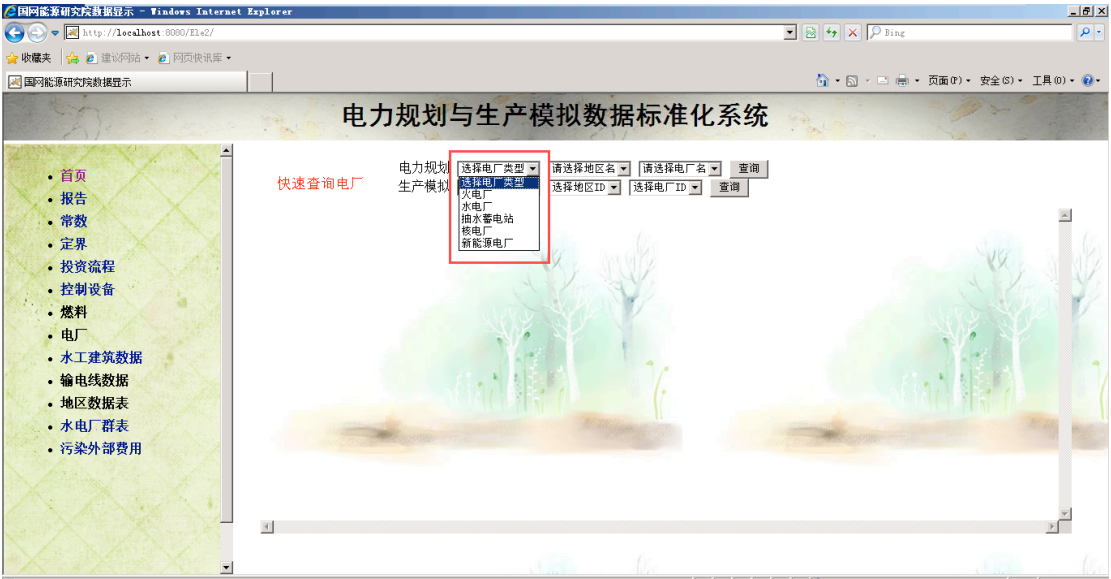 国网能源研究院数据显示 - Windows Internet Explorer
http://localhost:8080/Ele2/
Bing
收藏夹 建议网站 网页快讯库
国网能源研究院数据显示
页面(P) 安全(S) 工具(O)
电力规划与生产模拟数据标准化系统
首页
报告
常数
定界
投资流程
控制设备
燃料
电厂
水工建筑数据
输电线数据
地区数据表
水电厂群表
污染外部费用
快速查询电厂
电力规划 选择电厂类型 请选择地区名 请选择电厂名 查询
生产模拟 选择地区ID 选择电厂ID 查询
选择电厂类型
火电厂
水电厂
抽水蓄电站
核电厂
新能源电厂